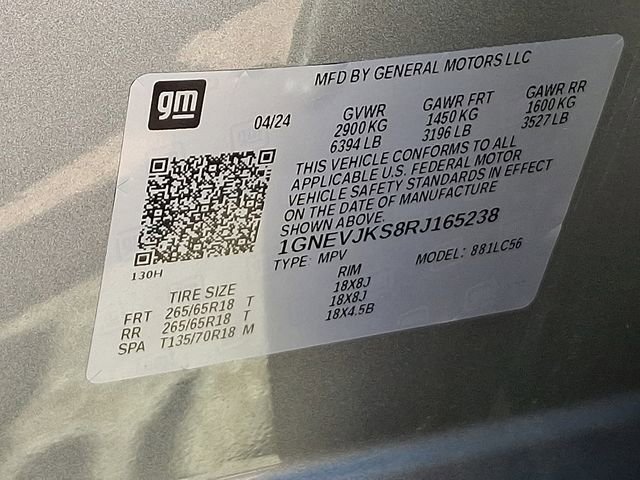 MFD BY GENERAL MOTORS LLC
gm
04/24
GVWR GAWR FRT GAWR RR
2900 KG 1450 KG 1600 KG
6394 LB 3196 LB 3527 LB
THIS VEHICLE CONFORMS TO ALL
APPLICABLE U.S. FEDERAL MOTOR
VEHICLE SAFETY STANDARDS IN EFFECT
ON THE DATE OF MANUFACTURE
SHOWN ABOVE.
1GNEVJKS8RJ165238
TYPE: MPV MODEL: 881LC56
130H
TIRE SIZE RIM
FRT 265/65R18 T 18X8J
RR 265/65R18 T 18X8J
SPA T135/70R18 M 18X4.5B